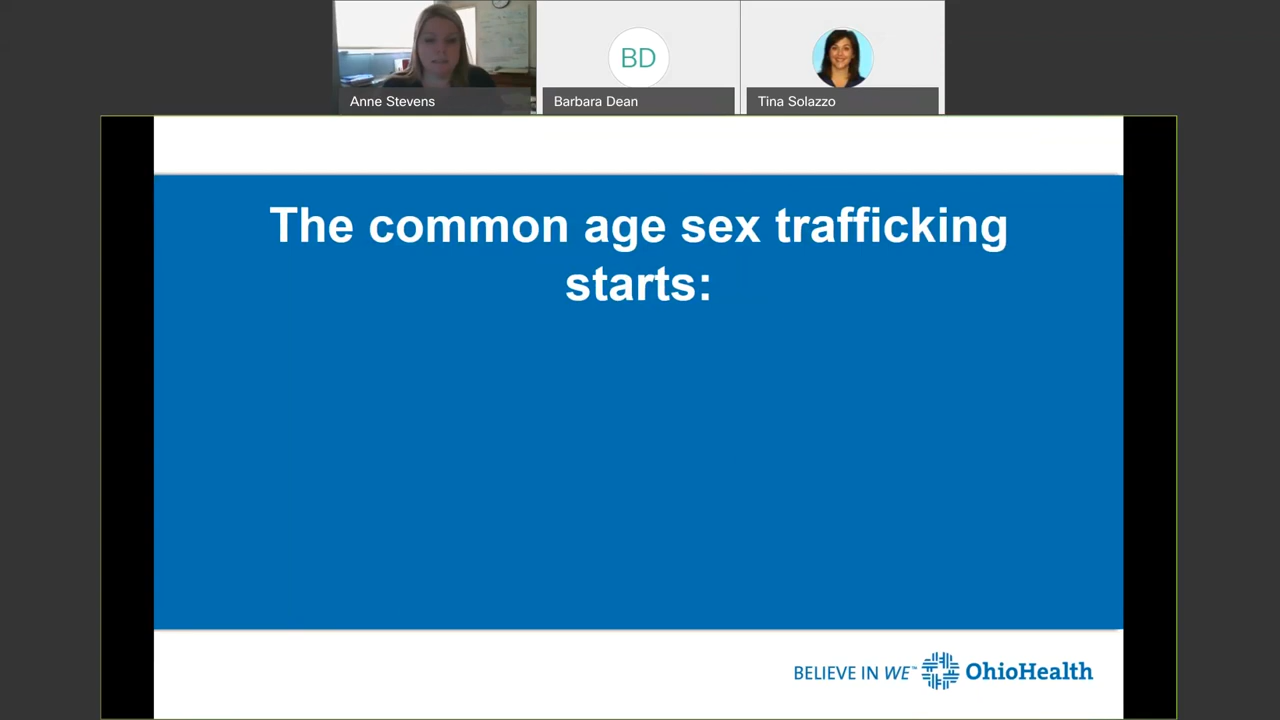 BD
Anne Stevens
Barbara Dean
Tina Solazzo
The common age sex trafficking
starts:
BELIEVE IN WE™ OhioHealth